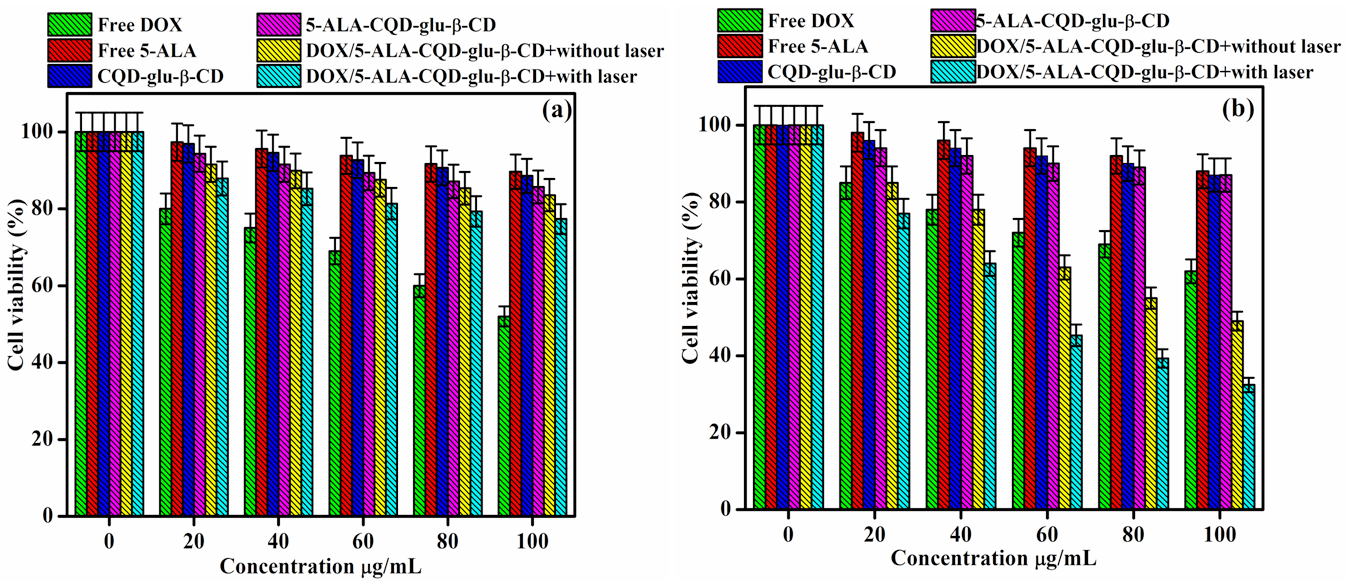 Free DOX
5-ALA-CQD-glu-β-CD
Free 5-ALA
DOX/5-ALA-CQD-glu-β-CD+without laser
CQD-glu-β-CD
DOX/5-ALA-CQD-glu-β-CD+with laser
(a)
Cell viability (%)
100
80
60
40
20
0
0 20 40 60 80 100
Concentration μg/mL
Free DOX
5-ALA-CQD-glu-β-CD
Free 5-ALA
DOX/5-ALA-CQD-glu-β-CD+without laser
CQD-glu-β-CD
DOX/5-ALA-CQD-glu-β-CD+with laser
(b)
Cell viability (%)
100
80
60
40
20
0
0 20 40 60 80 100
Concentration μg/mL